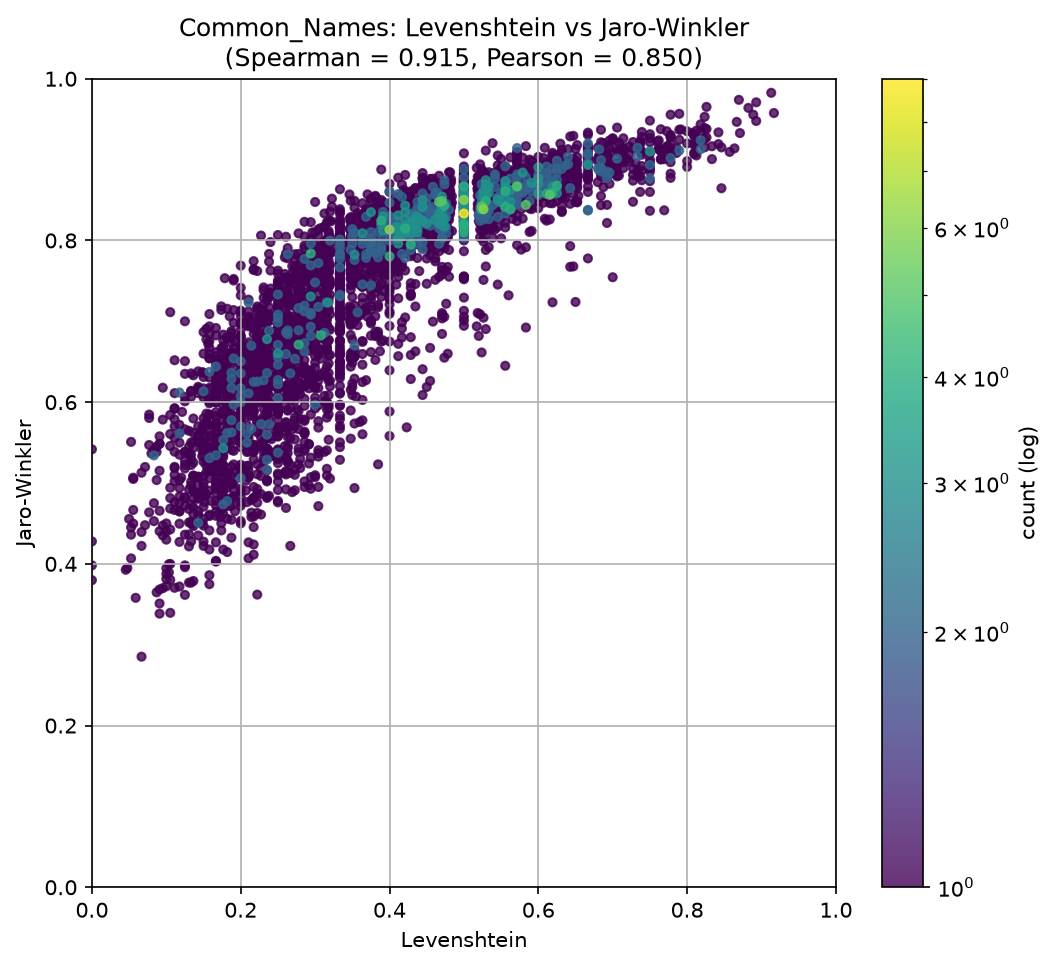 Common_Names: Levenshtein vs Jaro-Winkler
(Spearman = 0.915, Pearson = 0.850)
1.0
0.8
0.6
0.4
0.2
0.0
Jaro-Winkler
0.0 0.2 0.4 0.6 0.8 1.0
Levenshtein
6 × 10⁰
4 × 10⁰
3 × 10⁰
2 × 10⁰
10⁰
count (log)